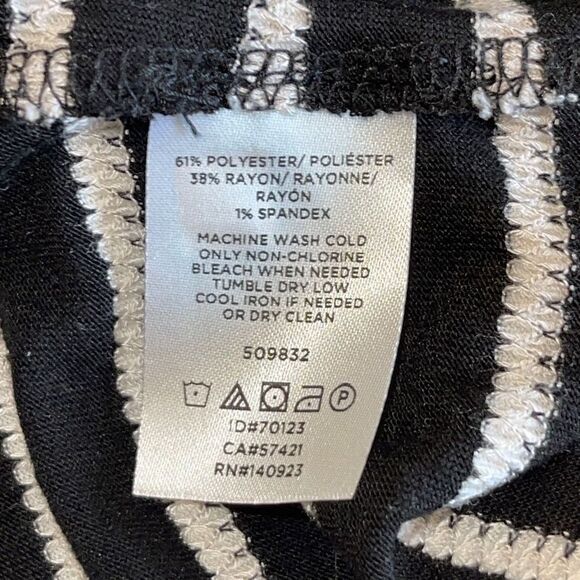 61% POLYESTER/ POLIÉSTER
38% RAYON/ RAYONNE/
RAYÓN
1% SPANDEX
MACHINE WASH COLD
ONLY NON-CHLORINE
BLEACH WHEN NEEDED
TUMBLE DRY LOW
COOL IRON IF NEEDED
OR DRY CLEAN
509832
P
ID#70123
CA#57421
RN#140923